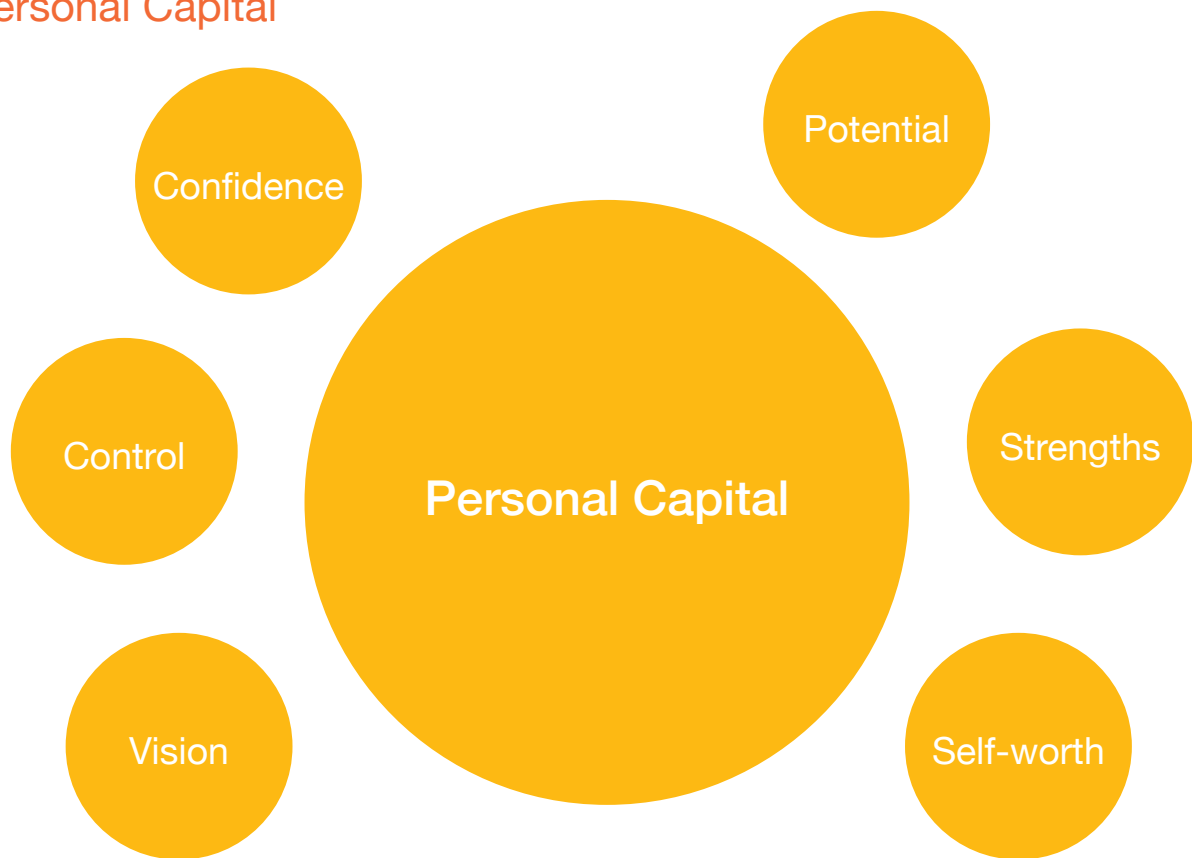 ersonal Capital
Potential
Confidence
Control
Strengths
Personal Capital
Vision
Self-worth